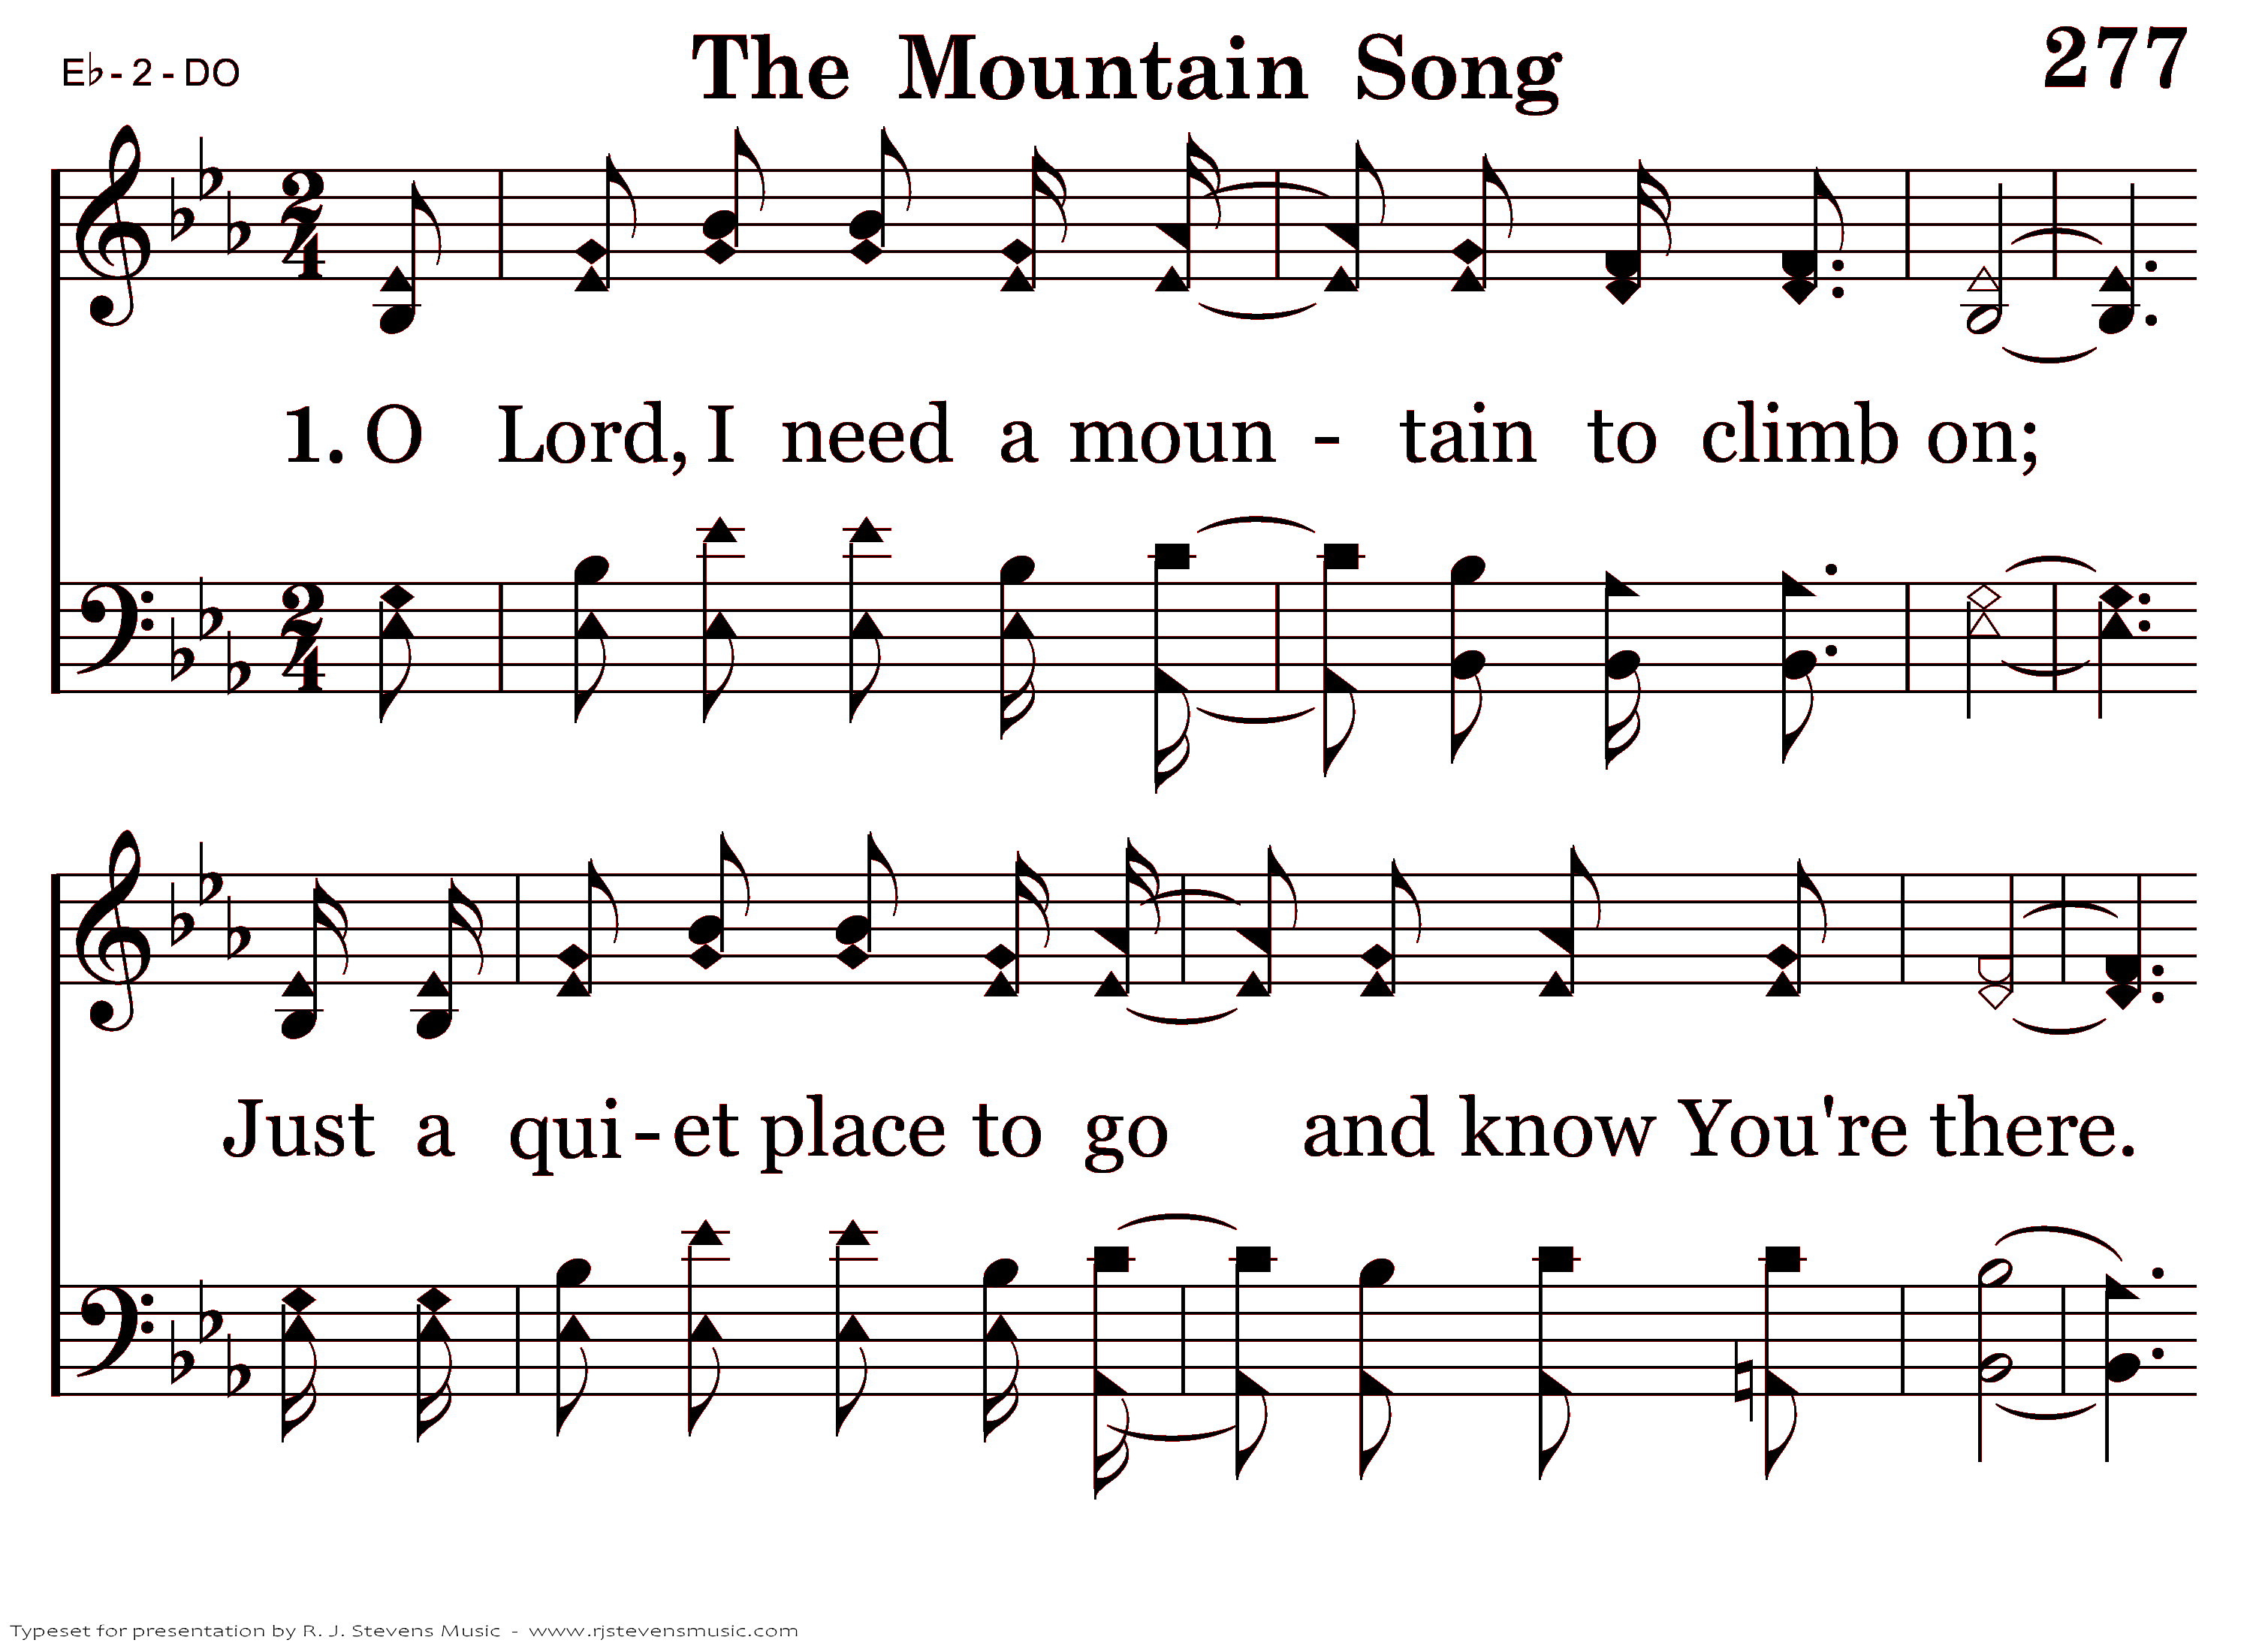 E♭ - 2 - DO
The Mountain Song
277
1. O Lord, I need a moun - tain to climb on;
Just a qui - et place to go and know You're there.
Typeset for presentation by R. J. Stevens Music - www.rjstevensmusic.com